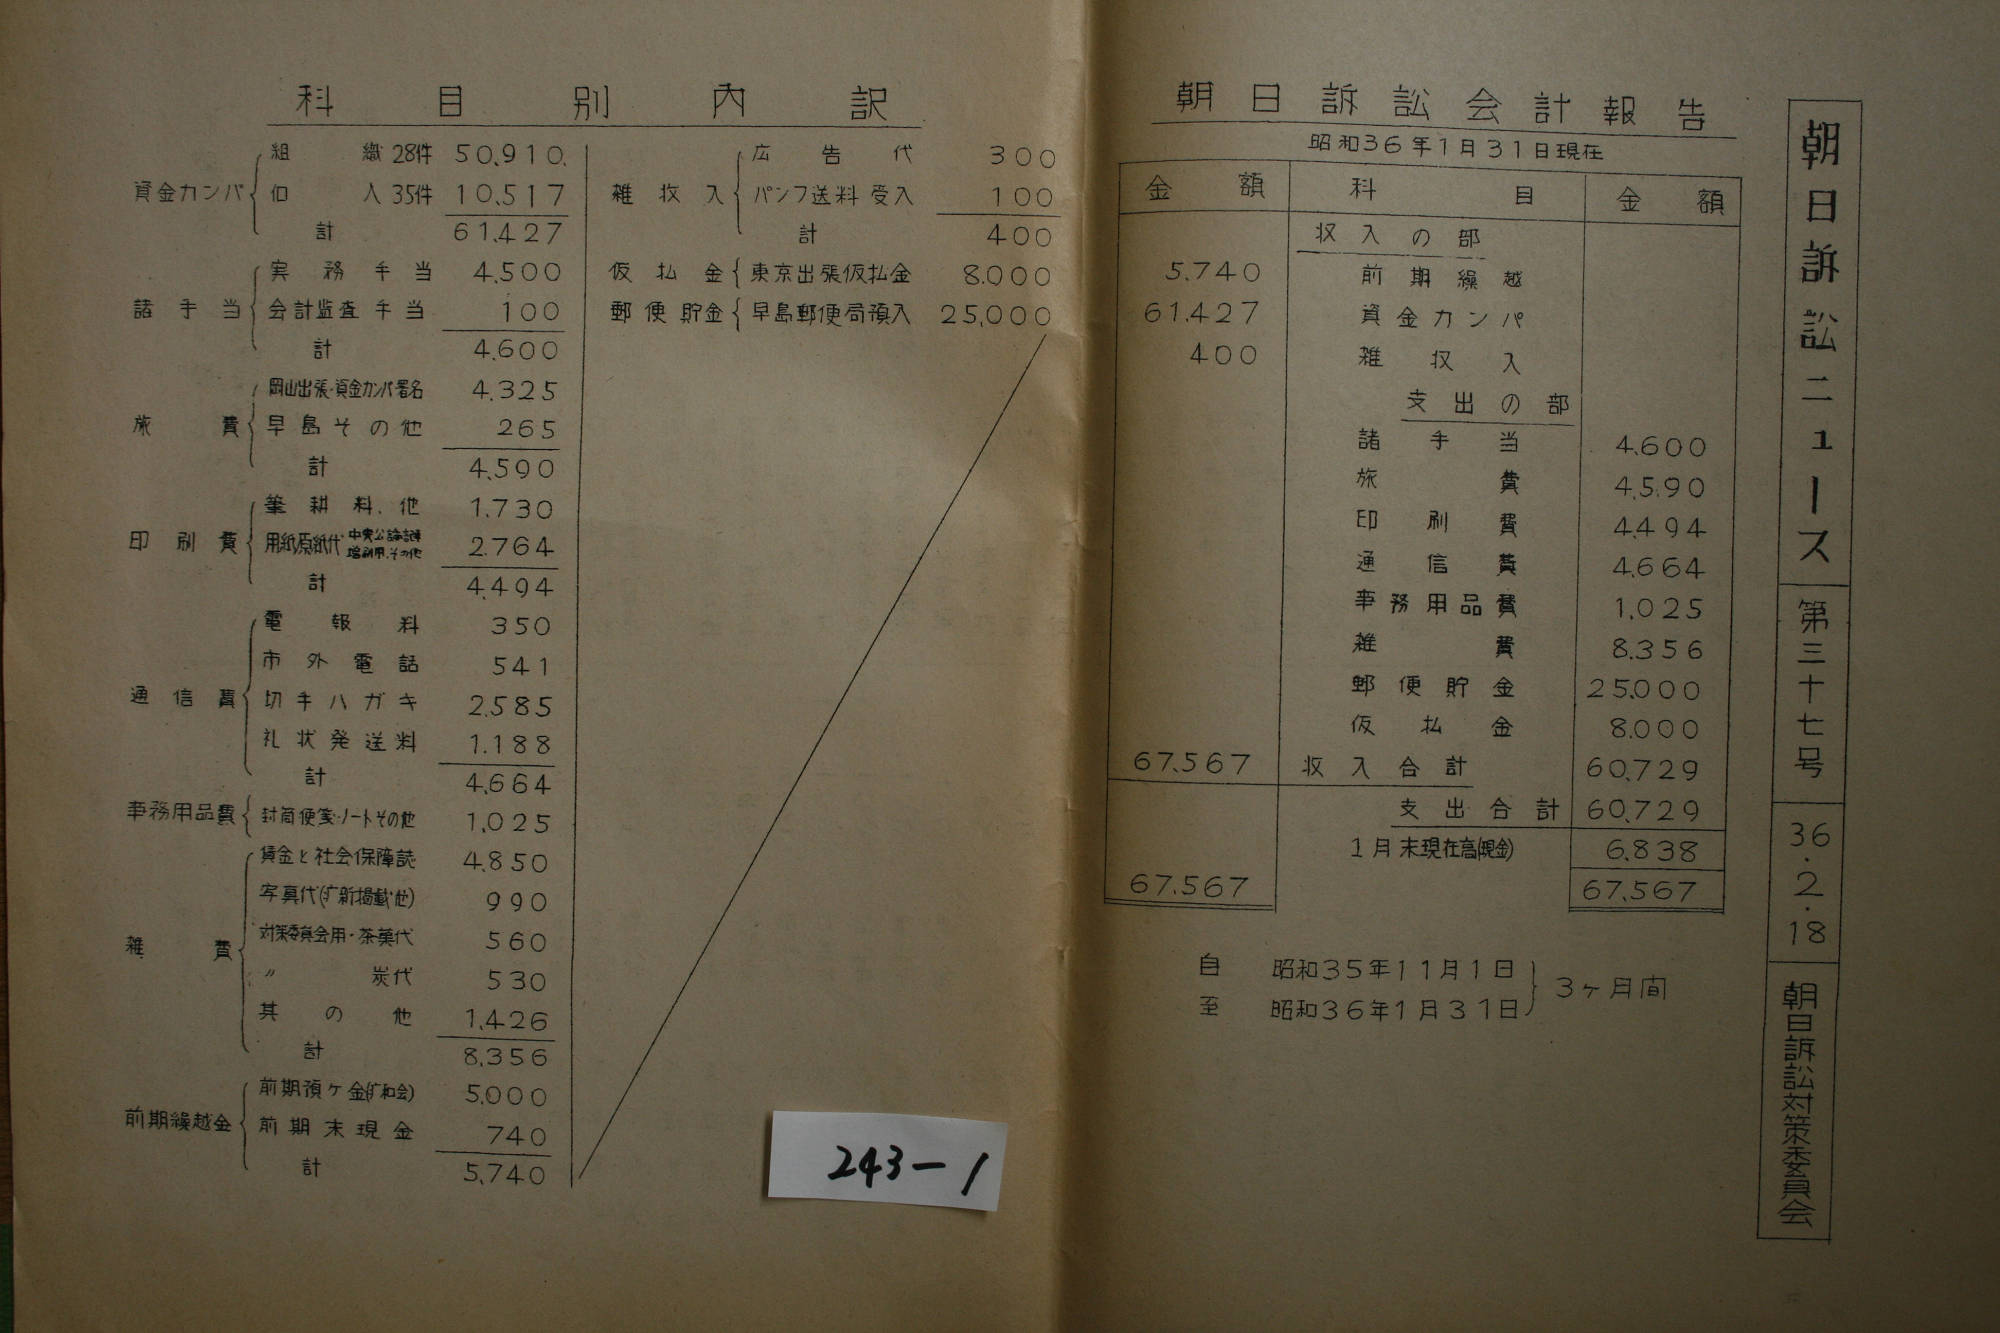 朝日訴訟ニュース 第三十七号 36.2.18 朝日訴訟対策委員会
朝日訴訟会計報告
昭和36年1月31日現在
金額 科目 金額
収入の部
5.740 前期繰越
61.427 資金カンパ
400 雑収入
支出の部
諸手当 4.600
旅費 4.590
印刷費 4.494
通信費 4.664
事務用品費 1.025
雑費 8.356
郵便貯金 25.000
仮払金 8.000
67.567 収入合計 60.729
支出合計 60.729
1月末現在高(現金) 6.838
67.567 67.567
自 昭和35年11月1日
至 昭和36年1月31日
3ヶ月間
科目別内訳
資金カンパ
組織 28件 50.910.
個人 35件 10.517
計 61.427
諸手当
実務手当 4.500
会計監査手当 100
計 4.600
旅費
岡山出張・資金カンパ署名 4.325
早島その他 265
計 4.590
印刷費
筆耕料、他 1.730
用紙原紙代 中央公論 増刷用、その他 2.764
計 4.494
通信費
電報料 350
市外電話 541
切手ハガキ 2.585
礼状発送料 1.188
計 4.664
事務用品費 封筒便箋・ノートその他 1.025
雑費
賃金と社会保障誌 4.850
写真代(新掲載他) 990
対策委員会用・茶菓代 560
〃 炭代 530
其の他 1.426
計 8.356
前期繰越金
前期預ケ金 5.000
前期末現金 740
計 5.740
雑収入
広告代 300
パンフ送料受入 100
計 400
仮払金 東京出張仮払金 8.000
郵便貯金 早島郵便局預入 25.000
243-1